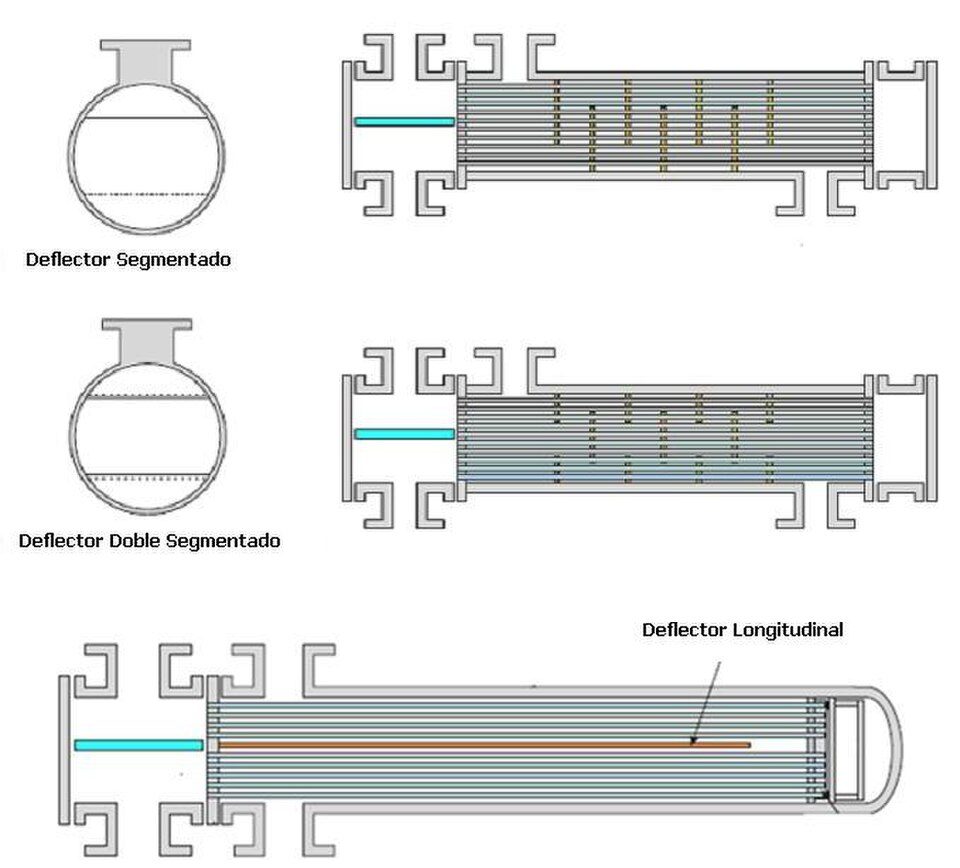 Deflector Segmentado
Deflector Doble Segmentado
Deflector Longitudinal